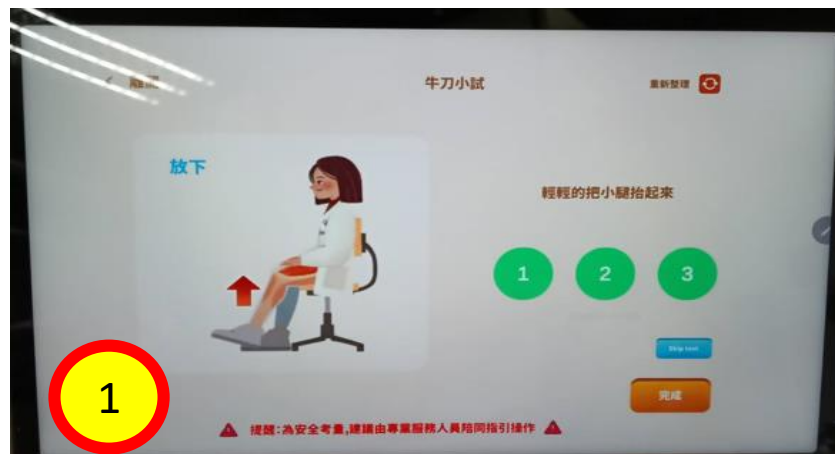 牛刀小試
重新整理
放下
輕輕的把小腿抬起來
1 2 3
Skip test
完成
1
提醒:為安全考量,建議由專業服務人員陪同指引操作